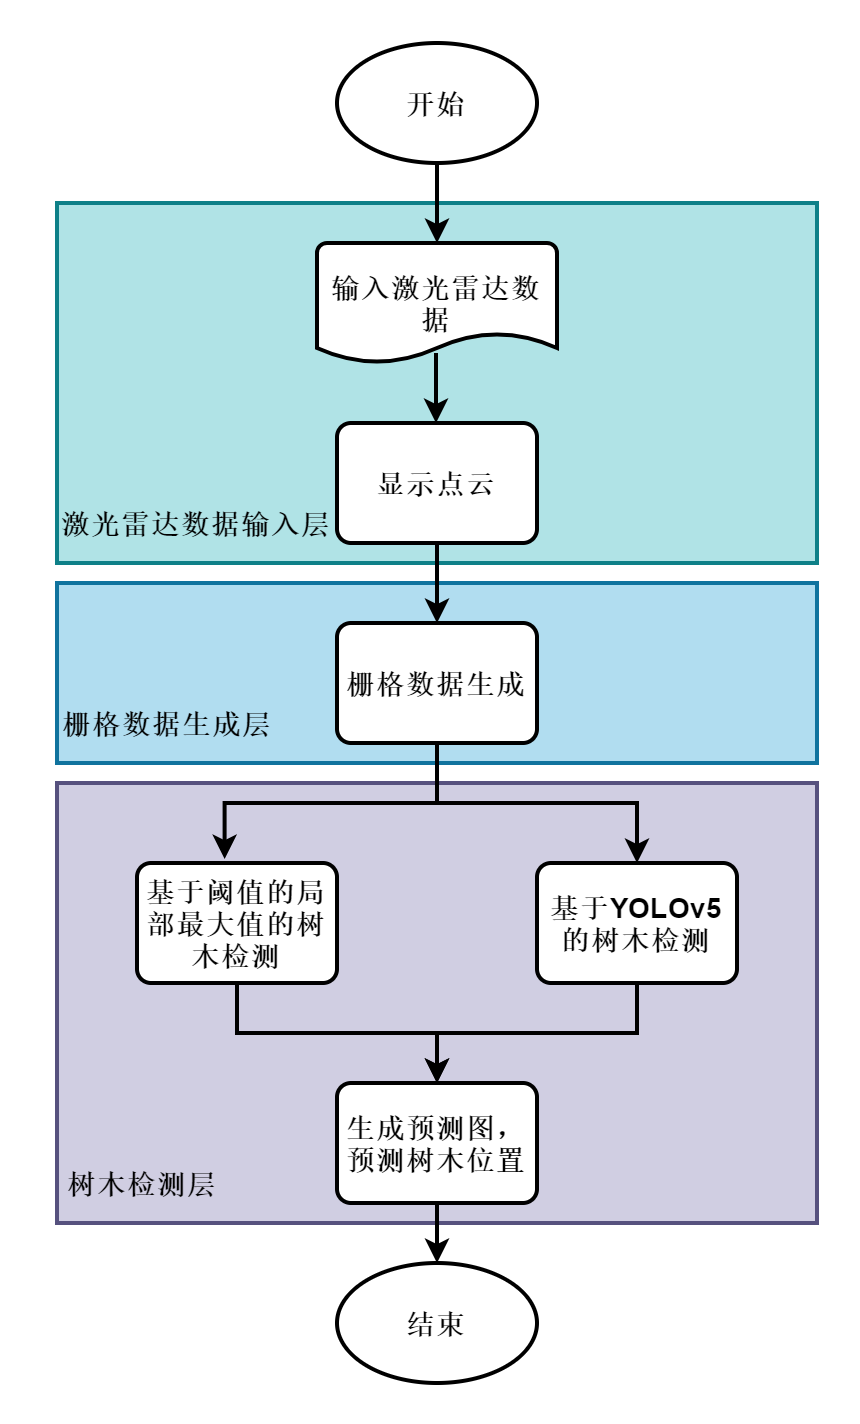 开始
输入激光雷达数
据
显示点云
激光雷达数据输入层
栅格数据生成
栅格数据生成层
基于阈值的局
部最大值的树
木检测
基于YOLOv5
的树木检测
生成预测图，
预测树木位置
树木检测层
结束